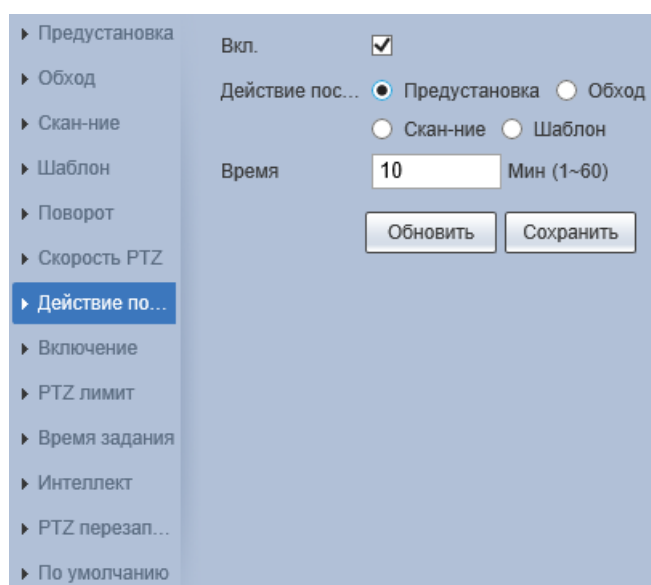 Предустановка
Обход
Скан-ние
Шаблон
Поворот
Скорость PTZ
Действие по...
Включение
PTZ лимит
Время задания
Интеллект
PTZ перезап...
По умолчанию
Вкл.
Действие пос... Предустановка Обход
Скан-ние Шаблон
Время 10 Мин (1~60)
Обновить Сохранить